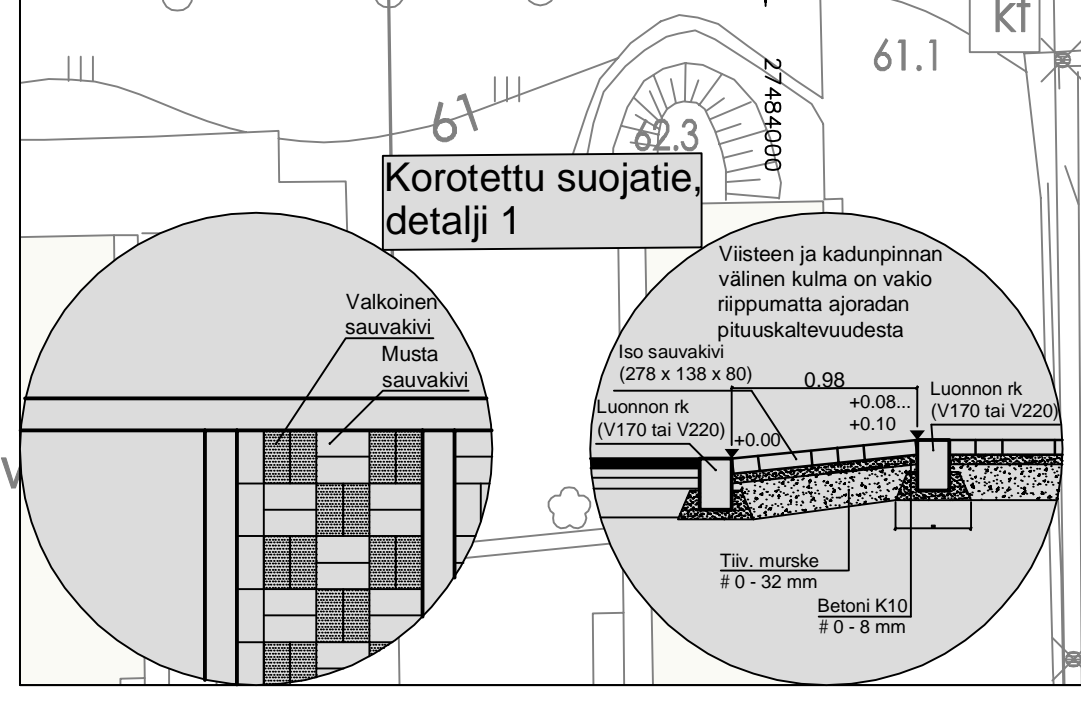 kt
61.1
27484000
61
62.3
Korotettu suojatie,
detalji 1
Valkoinen
sauvakivi
Musta
sauvakivi
Viisteen ja kadunpinnan
välinen kulma on vakio
riippumatta ajoradan
pituuskaltevuudesta
Iso sauvakivi
(278 x 138 x 80)
0.98
Luonnon rk
(V170 tai V220)
+0.00
+0.08...
+0.10
Luonnon rk
(V170 tai V220)
Tiiv. murske
# 0 - 32 mm
Betoni K10
# 0 - 8 mm